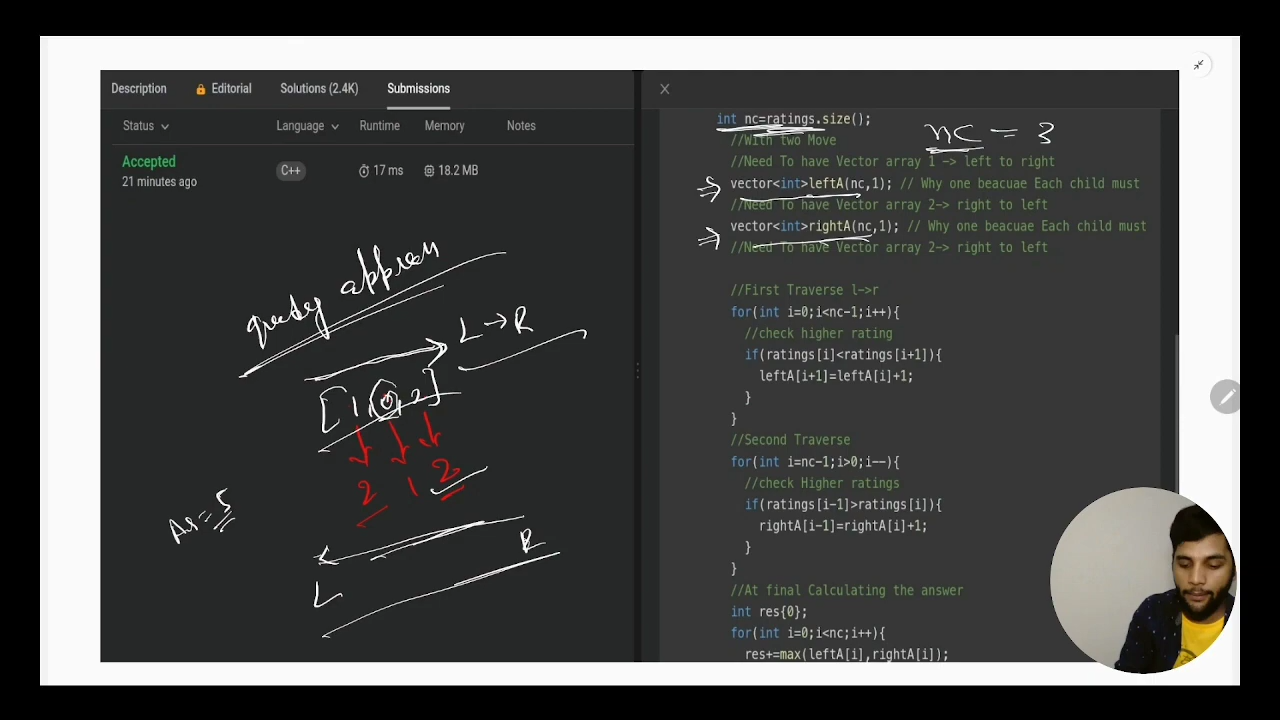 Description Editorial Solutions (2.4K) Submissions
Status Language Runtime Memory Notes
Accepted
21 minutes ago
C++ 17 ms 18.2 MB
L → R
[1,0,2]
2 1 2
As = 5
L R
int nc=ratings.size();
nc = 3
//With two Move
//Need To have Vector array 1 -> left to right
vector<int>leftA(nc,1); // Why one beacuae Each child must
//Need To have Vector array 2-> right to left
vector<int>rightA(nc,1); // Why one beacuae Each child must
//Need To have Vector array 2-> right to left
//First Traverse l->r
for(int i=0;i<nc-1;i++){
//check higher rating
if(ratings[i]<ratings[i+1]){
leftA[i+1]=leftA[i]+1;
}
}
//Second Traverse
for(int i=nc-1;i>0;i--){
//check Higher ratings
if(ratings[i-1]>ratings[i]){
rightA[i-1]=rightA[i]+1;
}
}
//At final Calculating the answer
int res{0};
for(int i=0;i<nc;i++){
res+=max(leftA[i],rightA[i]);